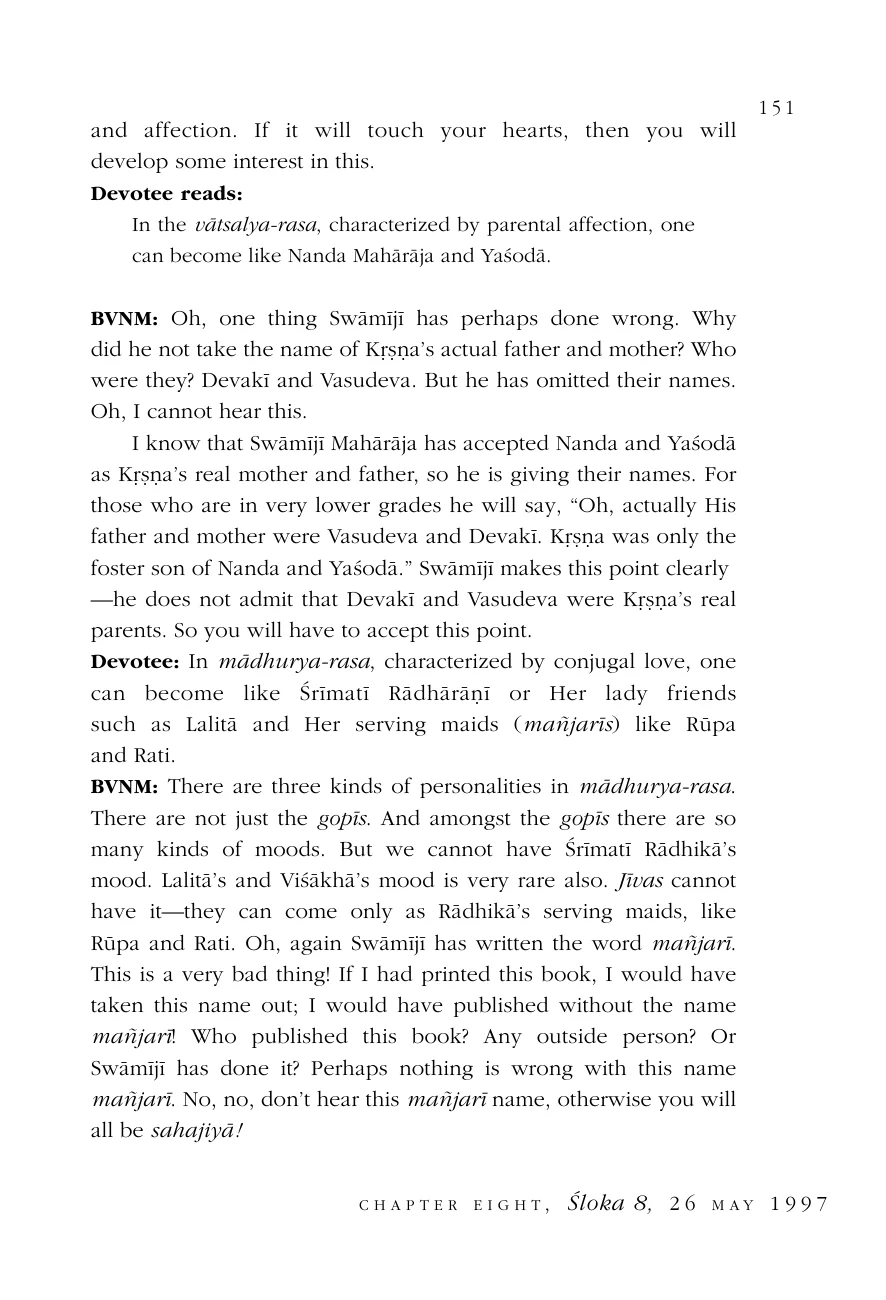 151
and affection. If it will touch your hearts, then you will
develop some interest in this.
Devotee reads:
In the vātsalya-rasa, characterized by parental affection, one
can become like Nanda Mahārāja and Yaśodā.
BVNM: Oh, one thing Swāmījī has perhaps done wrong. Why
did he not take the name of Kṛṣṇa’s actual father and mother? Who
were they? Devakī and Vasudeva. But he has omitted their names.
Oh, I cannot hear this.
I know that Swāmījī Mahārāja has accepted Nanda and Yaśodā
as Kṛṣṇa’s real mother and father, so he is giving their names. For
those who are in very lower grades he will say, “Oh, actually His
father and mother were Vasudeva and Devakī. Kṛṣṇa was only the
foster son of Nanda and Yaśodā.” Swāmījī makes this point clearly
—he does not admit that Devakī and Vasudeva were Kṛṣṇa’s real
parents. So you will have to accept this point.
Devotee: In mādhurya-rasa, characterized by conjugal love, one
can become like Śrīmatī Rādhārāṇī or Her lady friends
such as Lalitā and Her serving maids (mañjarīs) like Rūpa
and Rati.
BVNM: There are three kinds of personalities in mādhurya-rasa.
There are not just the gopīs. And amongst the gopīs there are so
many kinds of moods. But we cannot have Śrīmatī Rādhikā’s
mood. Lalitā’s and Viśākhā’s mood is very rare also. Jīvas cannot
have it—they can come only as Rādhikā’s serving maids, like
Rūpa and Rati. Oh, again Swāmījī has written the word mañjarī.
This is a very bad thing! If I had printed this book, I would have
taken this name out; I would have published without the name
mañjarī! Who published this book? Any outside person? Or
Swāmījī has done it? Perhaps nothing is wrong with this name
mañjarī. No, no, don’t hear this mañjarī name, otherwise you will
all be sahajiyā!
CHAPTER EIGHT, Śloka 8, 26 MAY 1997